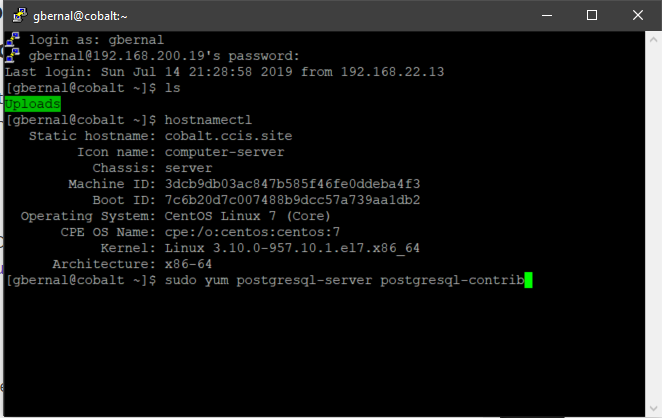 gbernal@cobalt:~
login as: gbernal
gbernal@192.168.200.19's password:
Last login: Sun Jul 14 21:28:58 2019 from 192.168.22.13
[gbernal@cobalt ~]$ ls
Uploads
[gbernal@cobalt ~]$ hostnamectl
Static hostname: cobalt.ccis.site
Icon name: computer-server
Chassis: server
Machine ID: 3dcb9db03ac847b585f46fe0ddeba4f3
Boot ID: 7c6b20d7c007488b9dcc57a739aa1db2
Operating System: CentOS Linux 7 (Core)
CPE OS Name: cpe:/o:centos:centos:7
Kernel: Linux 3.10.0-957.10.1.el7.x86_64
Architecture: x86-64
[gbernal@cobalt ~]$ sudo yum postgresql-server postgresql-contrib